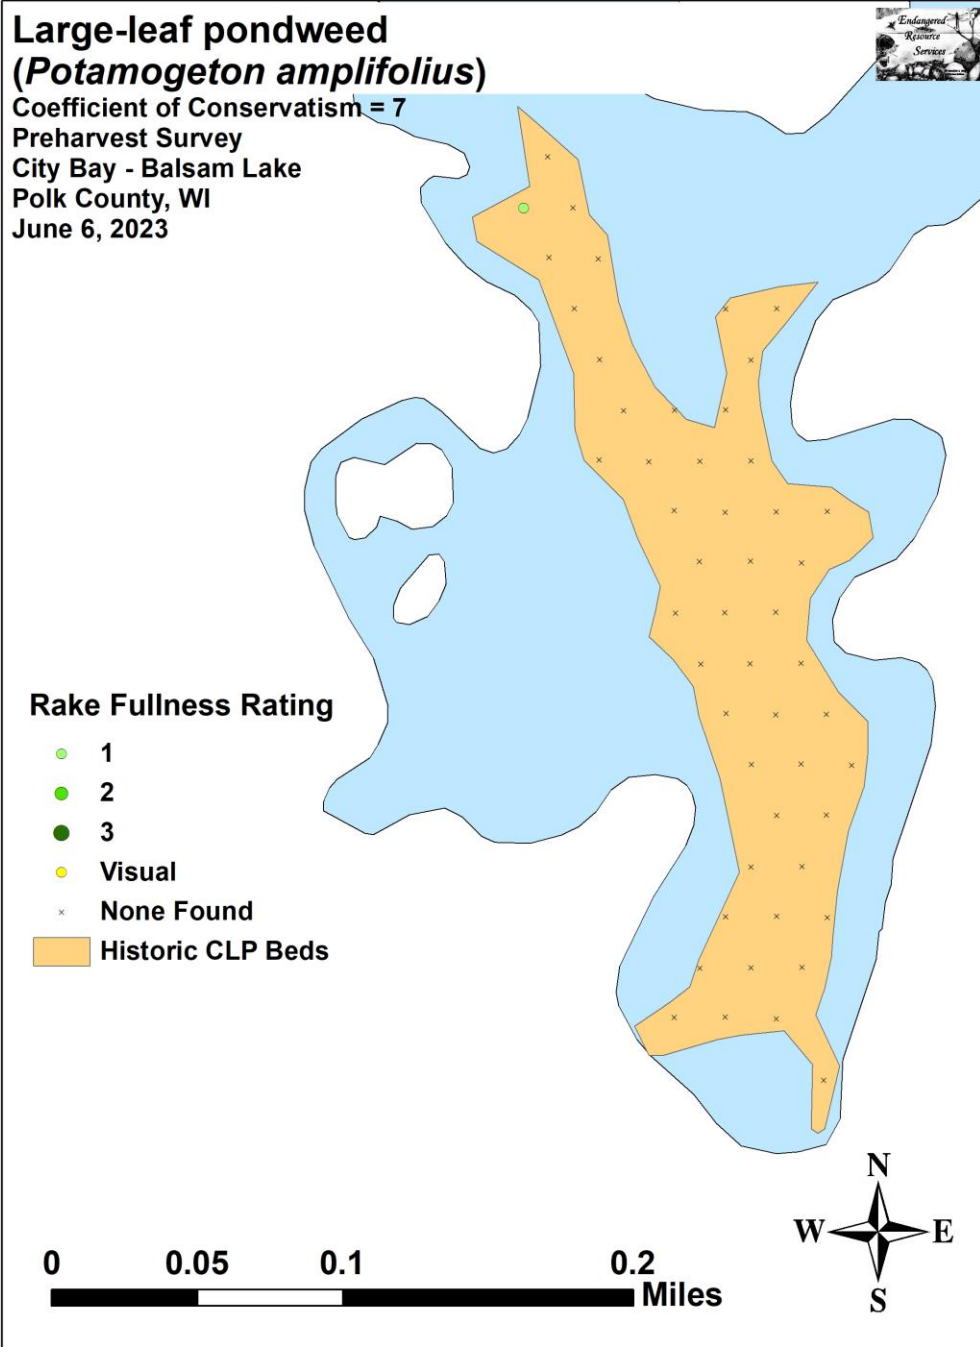 Large-leaf pondweed
(Potamogeton amplifolius)
Coefficient of Conservatism = 7
Preharvest Survey
City Bay - Balsam Lake
Polk County, WI
June 6, 2023
Endangered
Resource
Services
Rake Fullness Rating
1
2
3
Visual
None Found
Historic CLP Beds
N
W E
S
0 0.05 0.1 0.2
Miles